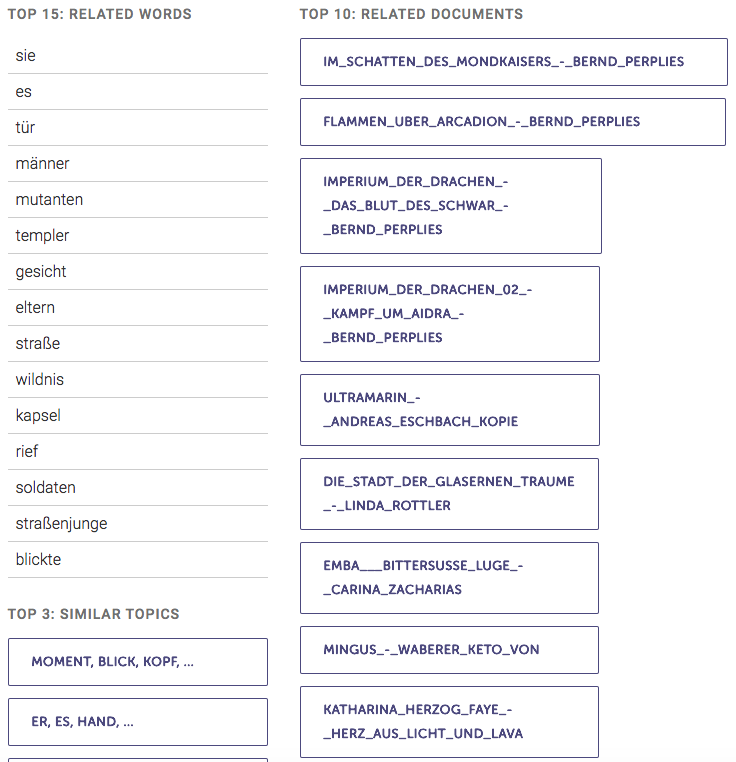 TOP 15: RELATED WORDS
sie
es
tür
männer
mutanten
templer
gesicht
eltern
straße
wildnis
kapsel
rief
soldaten
straßenjunge
blickte
TOP 3: SIMILAR TOPICS
MOMENT, BLICK, KOPF, ...
ER, ES, HAND, ...
TOP 10: RELATED DOCUMENTS
IM_SCHATTEN_DES_MONDKAISERS_-_BERND_PERPLIES
FLAMMEN_UBER_ARCADION_-_BERND_PERPLIES
IMPERIUM_DER_DRACHEN_-
_DAS_BLUT_DES_SCHWAR_-
_BERND_PERPLIES
IMPERIUM_DER_DRACHEN_02_-
_KAMPF_UM_AIDRA_-
_BERND_PERPLIES
ULTRAMARIN_-
_ANDREAS_ESCHBACH_KOPIE
DIE_STADT_DER_GLASERNEN_TRAUME
_-_LINDA_ROTTLER
EMBA___BITTERSUSSE_LUGE_-
_CARINA_ZACHARIAS
MINGUS_-_WABERER_KETO_VON
KATHARINA_HERZOG_FAYE_-
_HERZ_AUS_LICHT_UND_LAVA